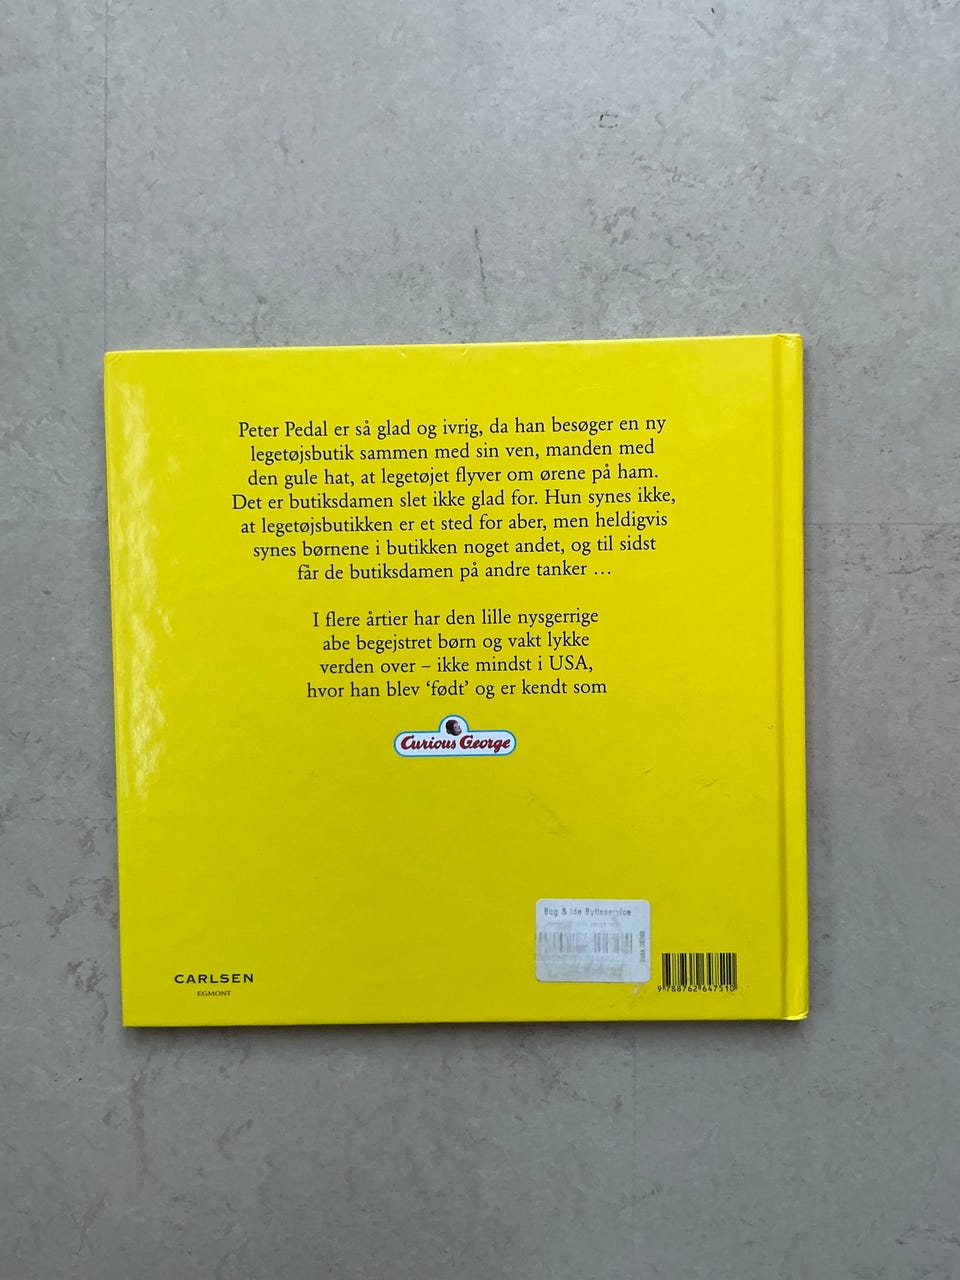 Peter Pedal er så glad og ivrig, da han besøger en ny
legetøjsbutik sammen med sin ven, manden med
den gule hat, at legetøjet flyver om ørene på ham.
Det er butiksdamen slet ikke glad for. Hun synes ikke,
at legetøjsbutikken er et sted for aber, men heldigvis
synes børnene i butikken noget andet, og til sidst
får de butiksdamen på andre tanker ...
I flere årtier har den lille nysgerrige
abe begejstret børn og vakt lykke
verden over – ikke mindst i USA,
hvor han blev ‘født’ og er kendt som
Curious George
Bog & Ide Bytteservice
CARLSEN
EGMONT
9 788762 647510